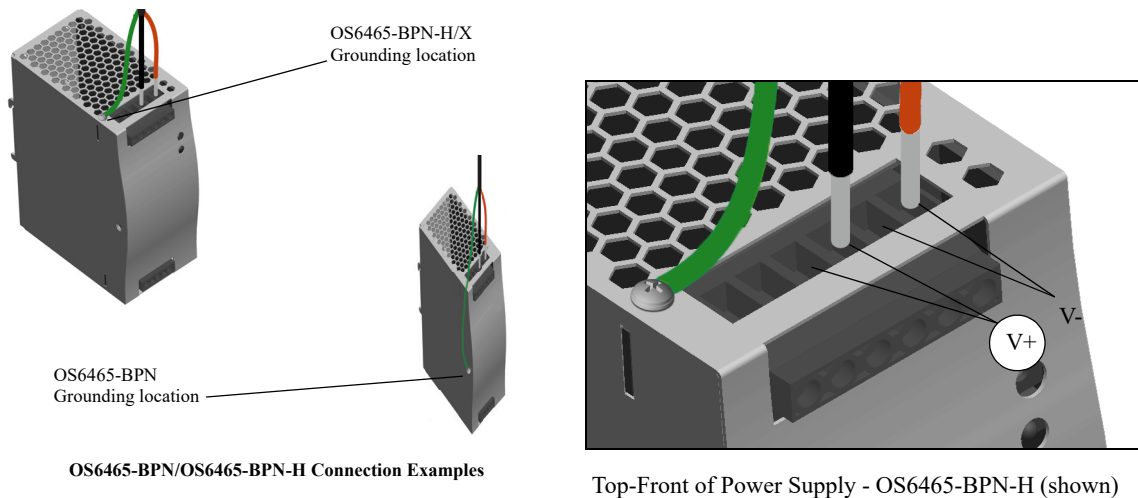 OS6465-BPN-H/X
Grounding location
OS6465-BPN
Grounding location
OS6465-BPN/OS6465-BPN-H Connection Examples
V-
V+
Top-Front of Power Supply - OS6465-BPN-H (shown)